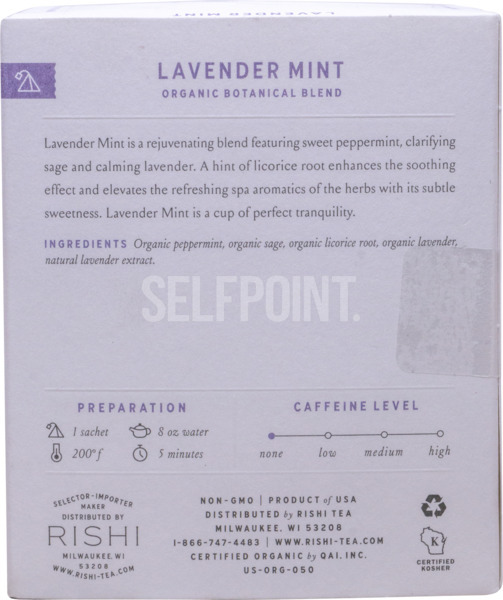 LAVENDER MINT
LAVENDER MINT
ORGANIC BOTANICAL BLEND
Lavender Mint is a rejuvenating blend featuring sweet peppermint, clarifying
sage and calming lavender. A hint of licorice root enhances the soothing
effect and elevates the refreshing spa aromatics of the herbs with its subtle
sweetness. Lavender Mint is a cup of perfect tranquility.
INGREDIENTS Organic peppermint, organic sage, organic licorice root, organic lavender,
natural lavender extract.
SELFPOINT.
PREPARATION
1 sachet
8 oz water
200° f
5 minutes
CAFFEINE LEVEL
none low medium high
SELECTOR-IMPORTER
MAKER
DISTRIBUTED BY
RISHI
MILWAUKEE, WI
53208
WWW.RISHI-TEA.COM
NON-GMO | PRODUCT of USA
DISTRIBUTED by RISHI TEA
MILWAUKEE, WI 53208
1-866-747-4483 | WWW.RISHI-TEA.COM
CERTIFIED ORGANIC by QAI, INC.
US-ORG-050
K
CERTIFIED
KOSHER